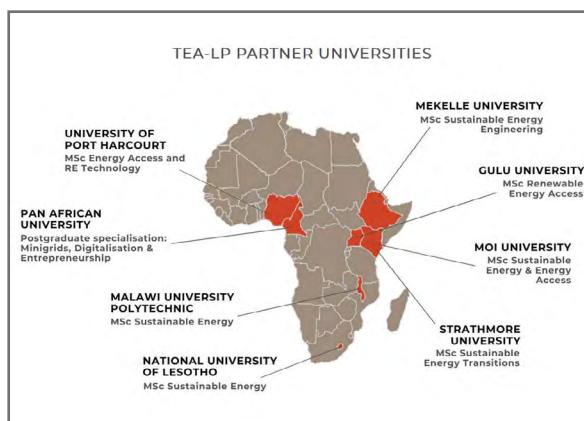 TEA-LP PARTNER UNIVERSITIES
UNIVERSITY OF
PORT HARCOURT
MSc Energy Access and
RE Technology
PAN AFRICAN
UNIVERSITY
Postgraduate specialisation:
Minigrids, Digitalisation &
Entrepreneurship
MALAWI UNIVERSITY
POLYTECHNIC
MSc Sustainable Energy
NATIONAL UNIVERSITY
OF LESOTHO
MSc Sustainable Energy
MEKELLE UNIVERSITY
MSc Sustainable Energy
Engineering
GULU UNIVERSITY
MSc Renewable
Energy Access
MOI UNIVERSITY
MSc Sustainable
Energy & Energy
Access
STRATHMORE
UNIVERSITY
MSc Sustainable
Energy Transitions